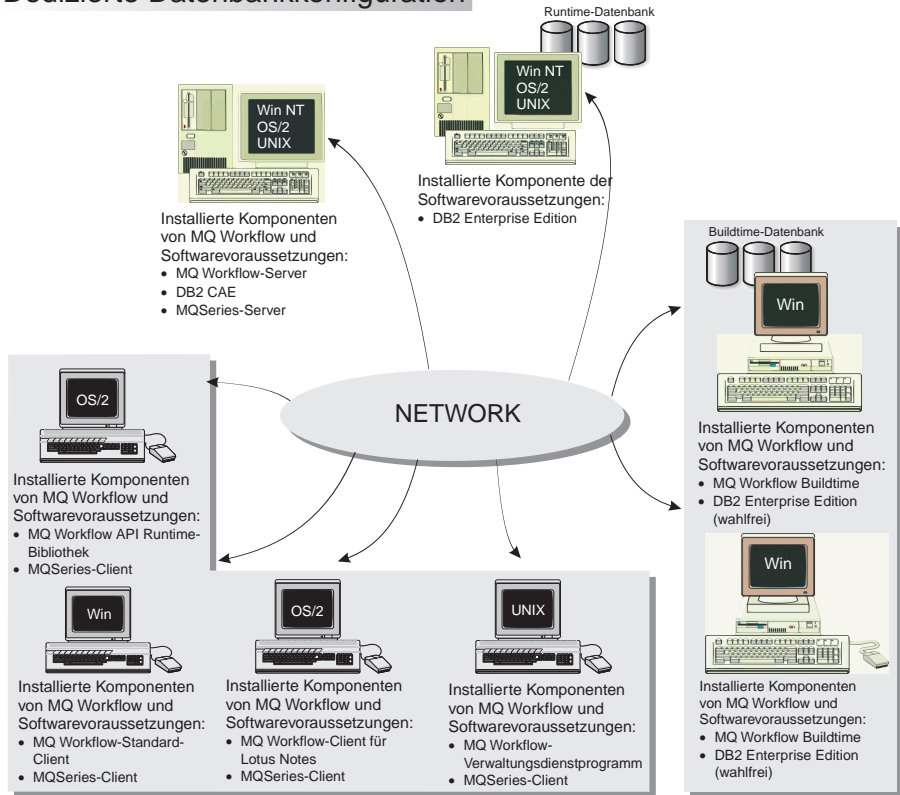 Dedizierte Datenbankkonfiguration
Runtime-Datenbank
Win NT
OS/2
UNIX
Installierte Komponente der
Softwarevoraussetzungen:
• DB2 Enterprise Edition
Win NT
OS/2
UNIX
Installierte Komponenten
von MQ Workflow und
Softwarevoraussetzungen:
• MQ Workflow-Server
• DB2 CAE
• MQSeries-Server
Buildtime-Datenbank
Win
Installierte Komponenten
von MQ Workflow und
Softwarevoraussetzungen:
• MQ Workflow Buildtime
• DB2 Enterprise Edition
(wahlfrei)
Win
Installierte Komponenten
von MQ Workflow und
Softwarevoraussetzungen:
• MQ Workflow Buildtime
• DB2 Enterprise Edition
(wahlfrei)
NETWORK
OS/2
Installierte Komponenten
von MQ Workflow und
Softwarevoraussetzungen:
• MQ Workflow API Runtime-
Bibliothek
• MQSeries-Client
Win
Installierte Komponenten
von MQ Workflow und
Softwarevoraussetzungen:
• MQ Workflow-Standard-
Client
• MQSeries-Client
OS/2
Installierte Komponenten
von MQ Workflow und
Softwarevoraussetzungen:
• MQ Workflow-Client für
Lotus Notes
• MQSeries-Client
UNIX
Installierte Komponenten
von MQ Workflow und
Softwarevoraussetzungen:
• MQ Workflow-
Verwaltungsdienstprogramm
• MQSeries-Client